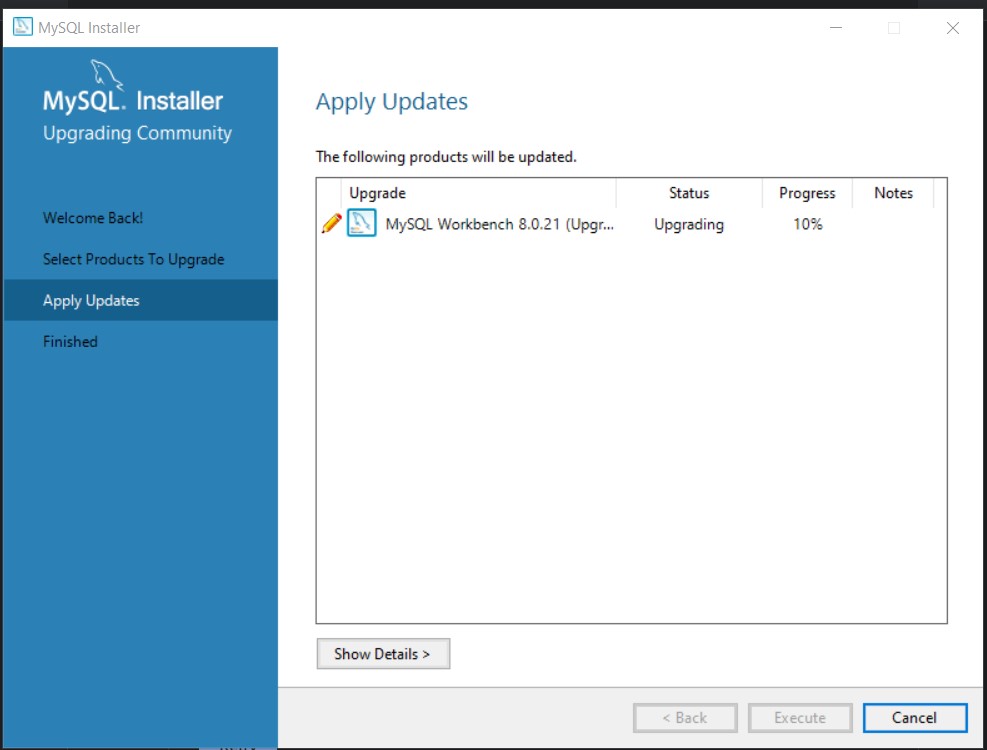 MySQL Installer
MySQL. Installer
Upgrading Community
Welcome Back!
Select Products To Upgrade
Apply Updates
Finished
Apply Updates
The following products will be updated.
Upgrade Status Progress Notes
MySQL Workbench 8.0.21 (Upgr... Upgrading 10%
Show Details >
< Back Execute Cancel